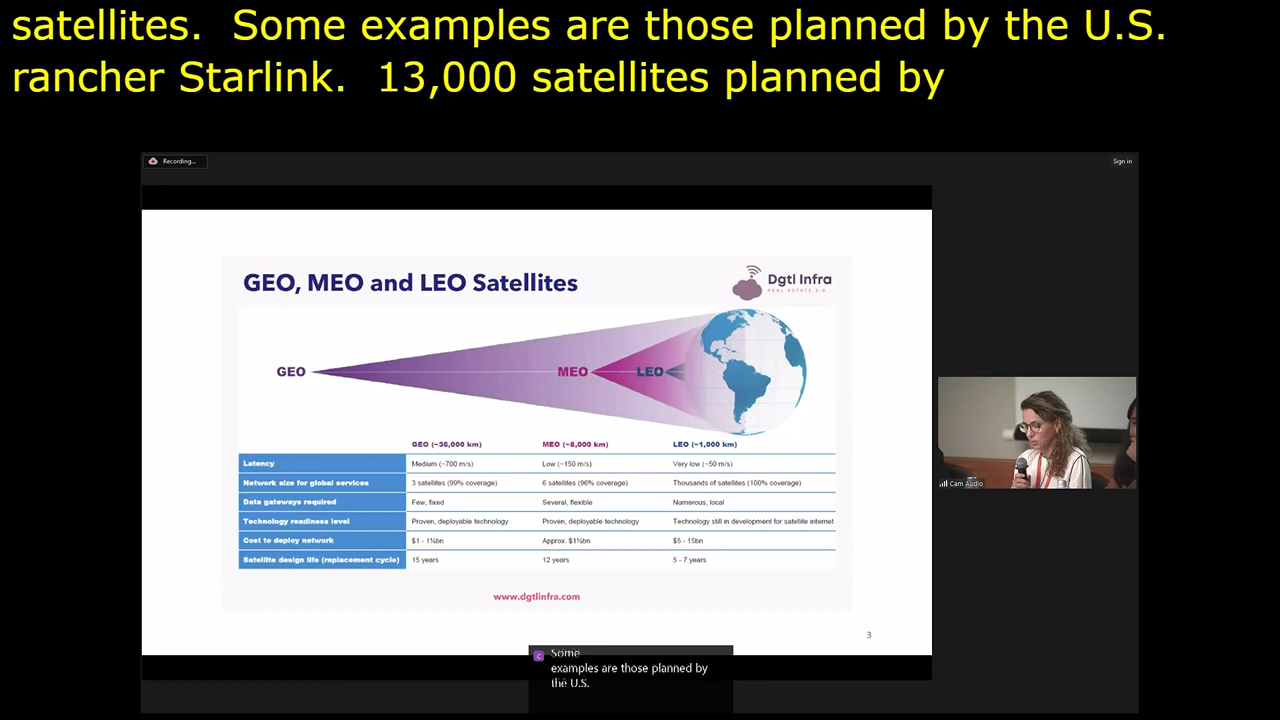 satellites.  Some examples are those planned by the U.S.
rancher Starlink.  13,000 satellites planned by
Recording...
Sign in
GEO, MEO and LEO Satellites
Dgtl Infra
REAL ESTATE 2.0
GEO
MEO
LEO
GEO (~36,000 km) MEO (~8,000 km) LEO (~1,000 km)
Latency Medium (~700 m/s) Low (~150 m/s) Very low (~50 m/s)
Network size for global services 3 satellites (99% coverage) 6 satellites (96% coverage) Thousands of satellites (100% coverage)
Data gateways required Few, fixed Several, flexible Numerous, local
Technology readiness level Proven, deployable technology Proven, deployable technology Technology still in development for satellite internet
Cost to deploy network $1 - 1½bn Approx. $1½bn $5 - 15bn
Satellite design life (replacement cycle) 15 years 12 years 5 - 7 years
www.dgtlinfra.com
3
Cam Audio
C
Some
examples are those planned by
the U.S.